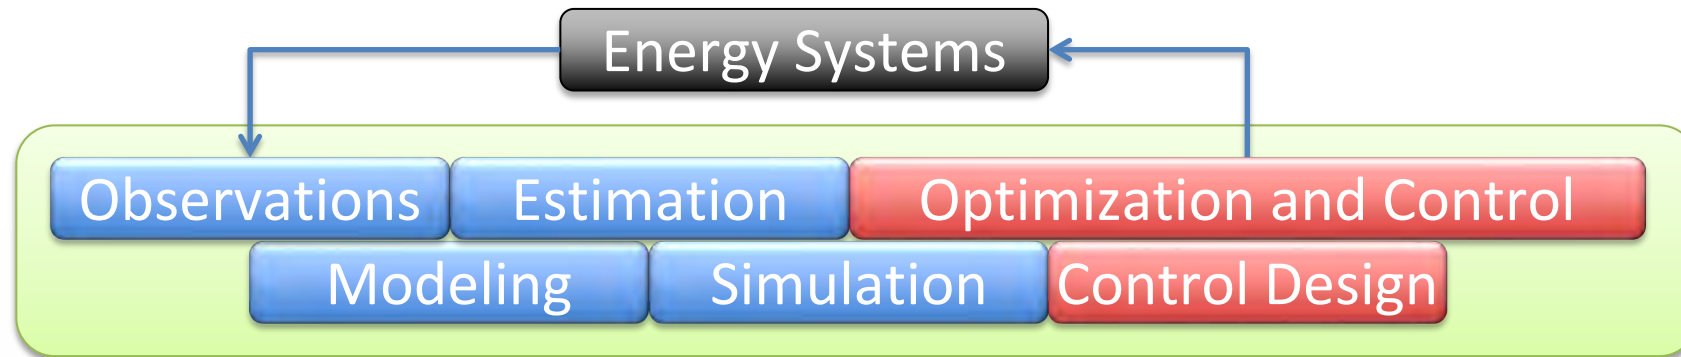 Energy Systems
Observations Estimation Optimization and Control
Modeling Simulation Control Design